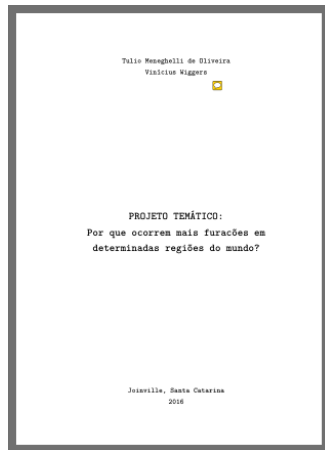 Tulio Meneghelli de Oliveira
Vinicius Wiggers
PROJETO TEMÁTICO:
Por que ocorrem mais furacões em
determinadas regiões do mundo?
Joinville, Santa Catarina
2016